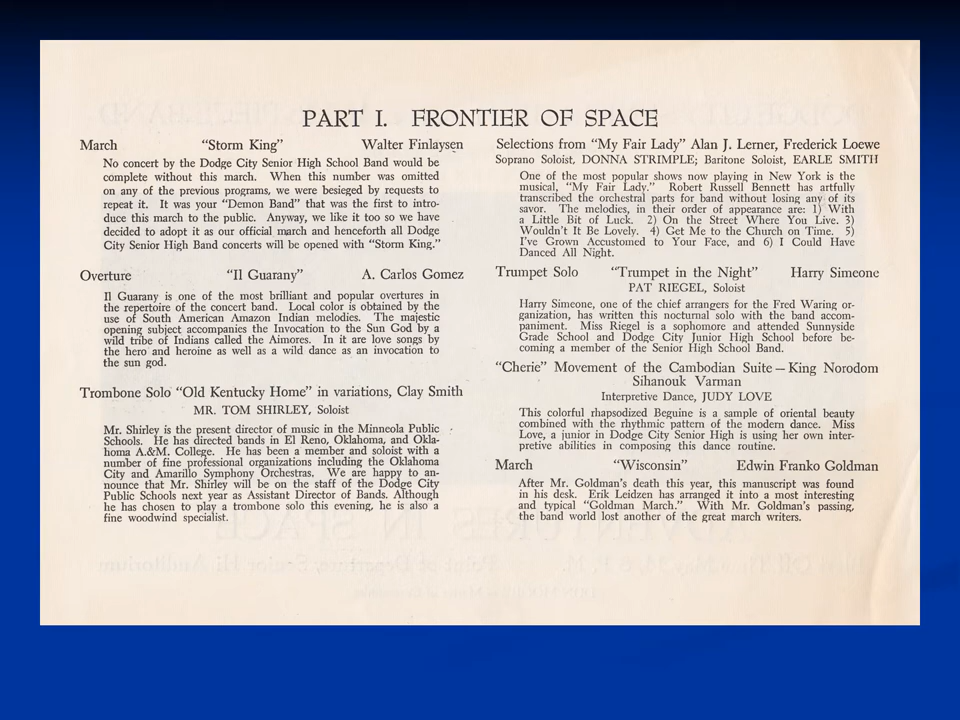 PART I. FRONTIER OF SPACE
March "Storm King" Walter Finlaysen
No concert by the Dodge City Senior High School Band would be
complete without this march. When this number was omitted
on any of the previous programs, we were besieged by requests to
repeat it. It was your "Demon Band" that was the first to intro-
duce this march to the public. Anyway, we like it too so we have
decided to adopt it as our official march and henceforth all Dodge
City Senior High Band concerts will be opened with "Storm King."
Overture "Il Guarany" A. Carlos Gomez
Il Guarany is one of the most brilliant and popular overtures in
the repertoire of the concert band. Local color is obtained by the
use of South American Amazon Indian melodies. The majestic
opening subject accompanies the Invocation to the Sun God by a
wild tribe of Indians called the Aimores. In it are love songs by
the hero and heroine as well as a wild dance as an invocation to
the sun god.
Trombone Solo "Old Kentucky Home" in variations, Clay Smith
MR. TOM SHIRLEY, Soloist
Mr. Shirley is the present director of music in the Minneola Public
Schools. He has directed bands in El Reno, Oklahoma, and Okla-
homa A.&M. College. He has been a member and soloist with a
number of fine professional organizations including the Oklahoma
City and Amarillo Symphony Orchestras. We are happy to an-
nounce that Mr. Shirley will be on the staff of the Dodge City
Public Schools next year as Assistant Director of Bands. Although
he has chosen to play a trombone solo this evening, he is also a
fine woodwind specialist.
Selections from "My Fair Lady" Alan J. Lerner, Frederick Loewe
Soprano Soloist, DONNA STRIMPLE; Baritone Soloist, EARLE SMITH
One of the most popular shows now playing in New York is the
musical, "My Fair Lady." Robert Russell Bennett has artfully
transcribed the orchestral parts for band without losing any of its
savor. The melodies, in their order of appearance are: 1) With
a Little Bit of Luck. 2) On the Street Where You Live. 3)
Wouldn't It Be Lovely. 4) Get Me to the Church on Time. 5)
I've Grown Accustomed to Your Face, and 6) I Could Have
Danced All Night.
Trumpet Solo "Trumpet in the Night" Harry Simeone
PAT RIEGEL, Soloist
Harry Simeone, one of the chief arrangers for the Fred Waring or-
ganization, has written this nocturnal solo with the band accom-
paniment. Miss Riegel is a sophomore and attended Sunnyside
Grade School and Dodge City Junior High School before be-
coming a member of the Senior High School Band.
"Cherie" Movement of the Cambodian Suite — King Norodom
Sihanouk Varman
Interpretive Dance, JUDY LOVE
This colorful rhapsodized Beguine is a sample of oriental beauty
combined with the rhythmic pattern of the modern dance. Miss
Love, a junior in Dodge City Senior High is using her own inter-
pretive abilities in composing this dance routine.
March "Wisconsin" Edwin Franko Goldman
After Mr. Goldman's death this year, this manuscript was found
in his desk. Erik Leidzen has arranged it into a most interesting
and typical "Goldman March." With Mr. Goldman's passing,
the band world lost another of the great march writers.